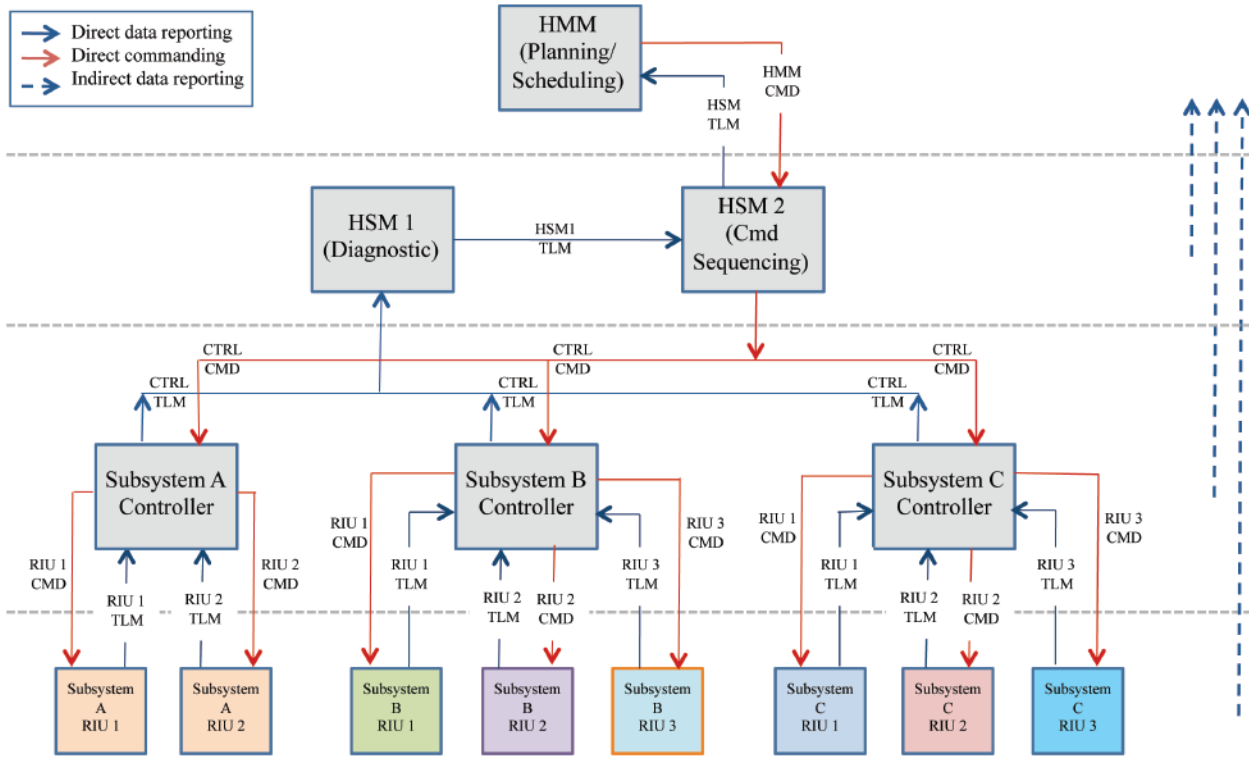 Direct data reporting
Direct commanding
Indirect data reporting
HMM
(Planning/
Scheduling)
HMM
CMD
HSM
TLM
HSM 1
(Diagnostic)
HSM1
TLM
HSM 2
(Cmd
Sequencing)
CTRL
CMD
CTRL
CMD
CTRL
CMD
CTRL
TLM
CTRL
TLM
CTRL
TLM
Subsystem A
Controller
Subsystem B
Controller
Subsystem C
Controller
RIU 1
CMD
RIU 1
TLM
RIU 2
TLM
RIU 2
CMD
RIU 1
CMD
RIU 1
TLM
RIU 2
TLM
RIU 2
CMD
RIU 3
TLM
RIU 3
CMD
RIU 1
CMD
RIU 1
TLM
RIU 2
TLM
RIU 2
CMD
RIU 3
TLM
RIU 3
CMD
Subsystem
A
RIU 1
Subsystem
A
RIU 2
Subsystem
B
RIU 1
Subsystem
B
RIU 2
Subsystem
B
RIU 3
Subsystem
C
RIU 1
Subsystem
C
RIU 2
Subsystem
C
RIU 3